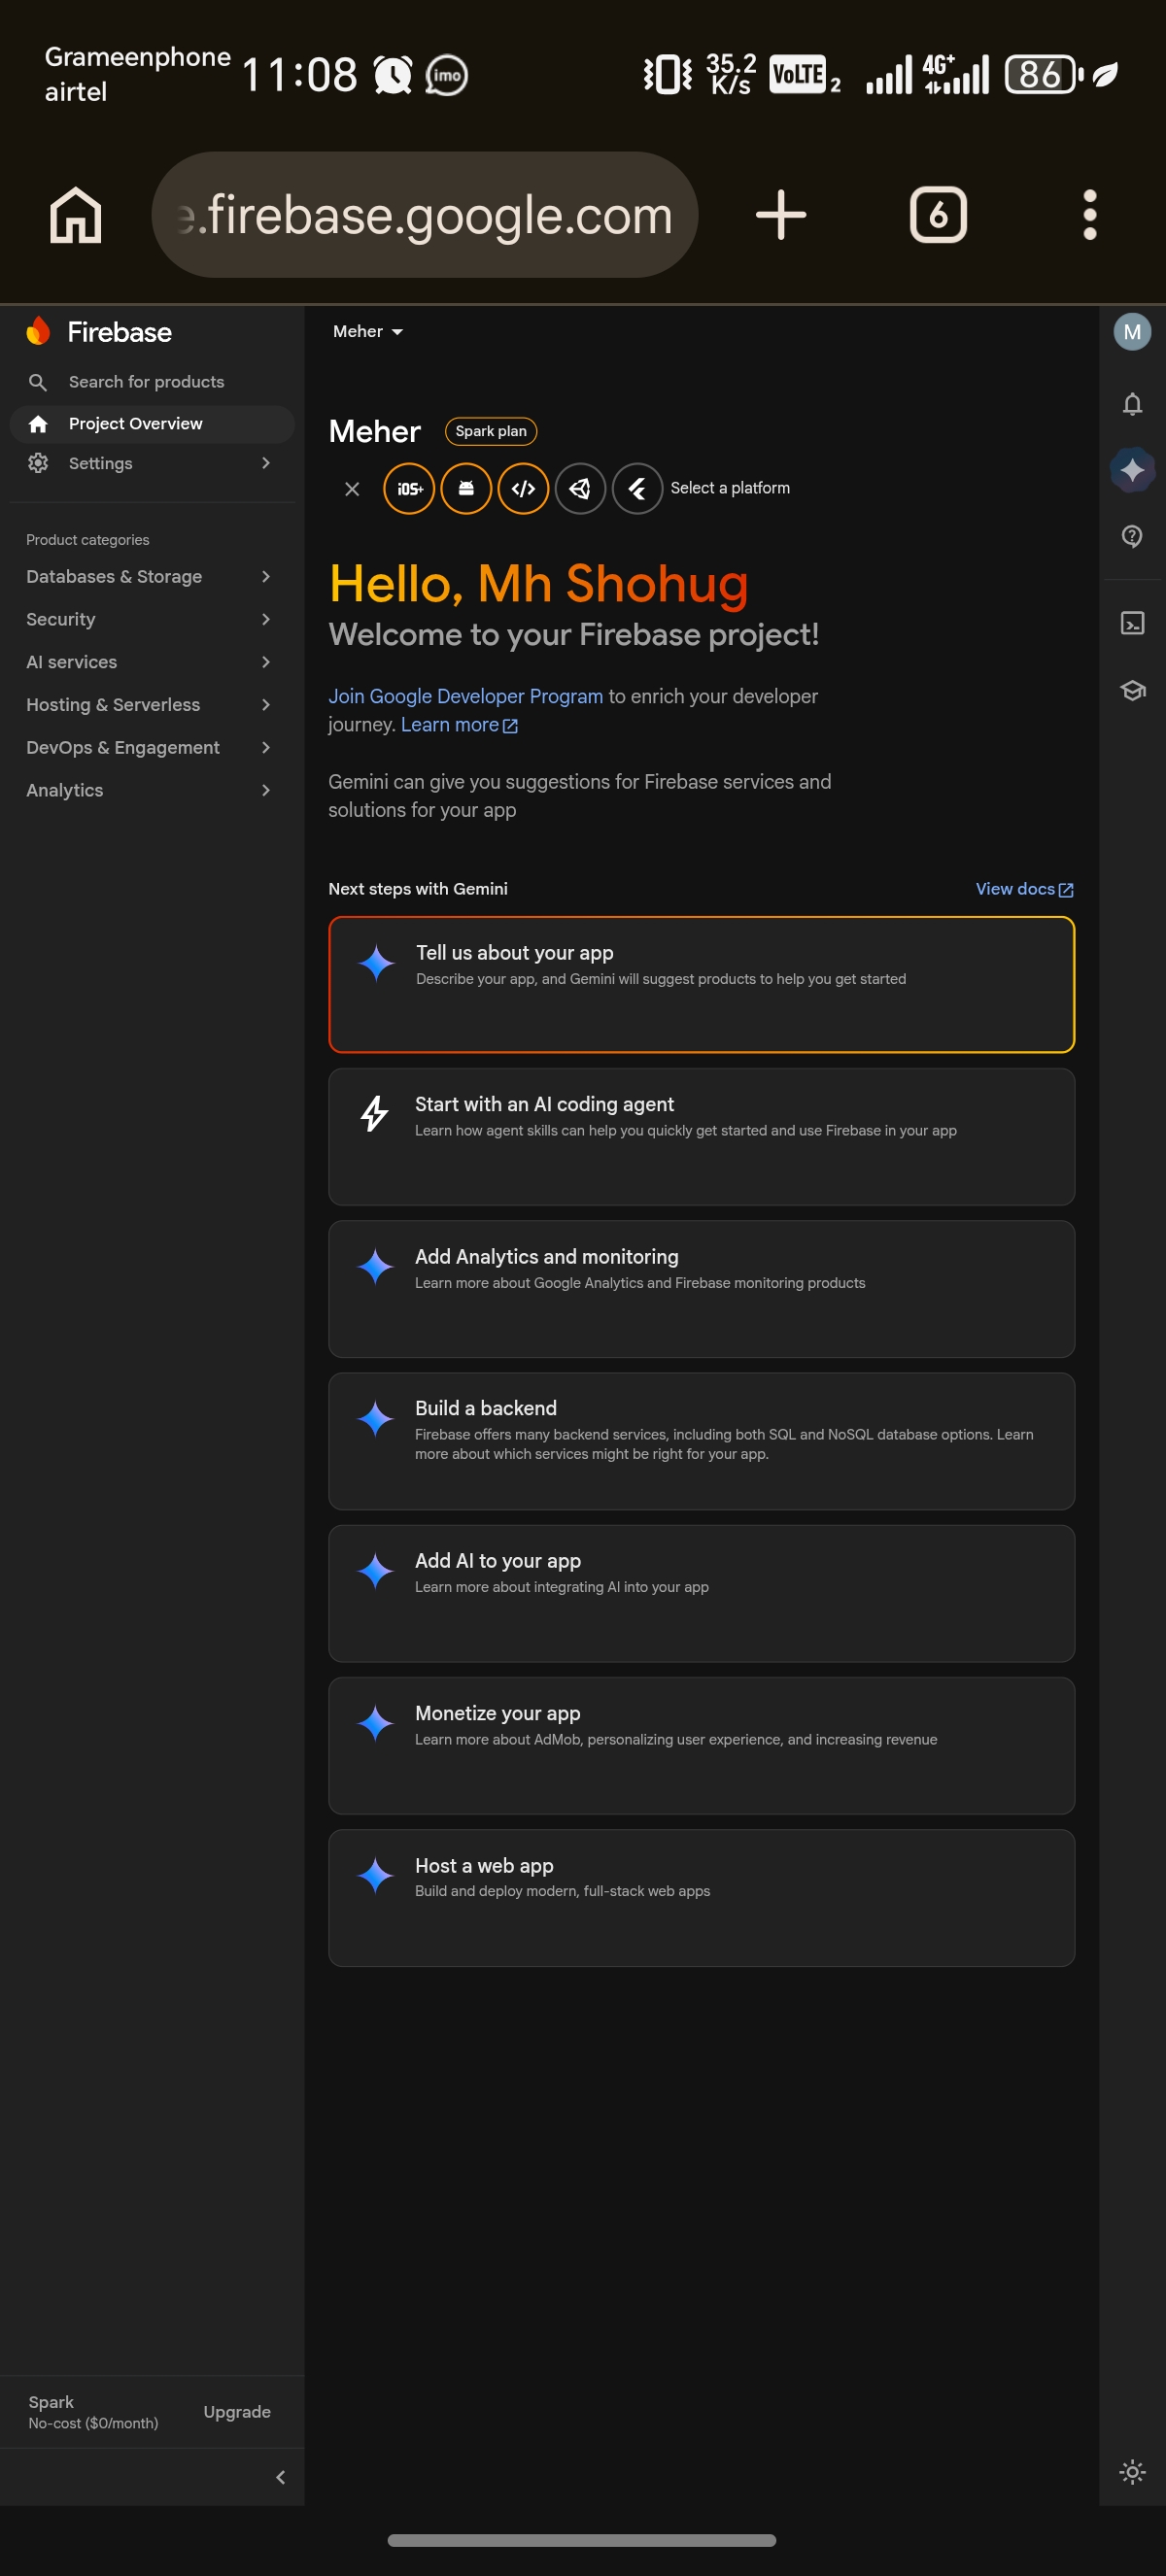 Grameenphone
airtel
11:08
imo
35.2
K/s
VoLTE 2
4G+
86
.firebase.google.com
6
Firebase
Search for products
Project Overview
Settings
Product categories
Databases & Storage
Security
AI services
Hosting & Serverless
DevOps & Engagement
Analytics
Spark
No-cost ($0/month)
Upgrade
Meher
Meher
Spark plan
iOS+
</>
Select a platform
Hello, Mh Shohug
Welcome to your Firebase project!
Join Google Developer Program to enrich your developer
journey. Learn more
Gemini can give you suggestions for Firebase services and
solutions for your app
Next steps with Gemini
View docs
Tell us about your app
Describe your app, and Gemini will suggest products to help you get started
Start with an AI coding agent
Learn how agent skills can help you quickly get started and use Firebase in your app
Add Analytics and monitoring
Learn more about Google Analytics and Firebase monitoring products
Build a backend
Firebase offers many backend services, including both SQL and NoSQL database options. Learn
more about which services might be right for your app.
Add AI to your app
Learn more about integrating AI into your app
Monetize your app
Learn more about AdMob, personalizing user experience, and increasing revenue
Host a web app
Build and deploy modern, full-stack web apps
M